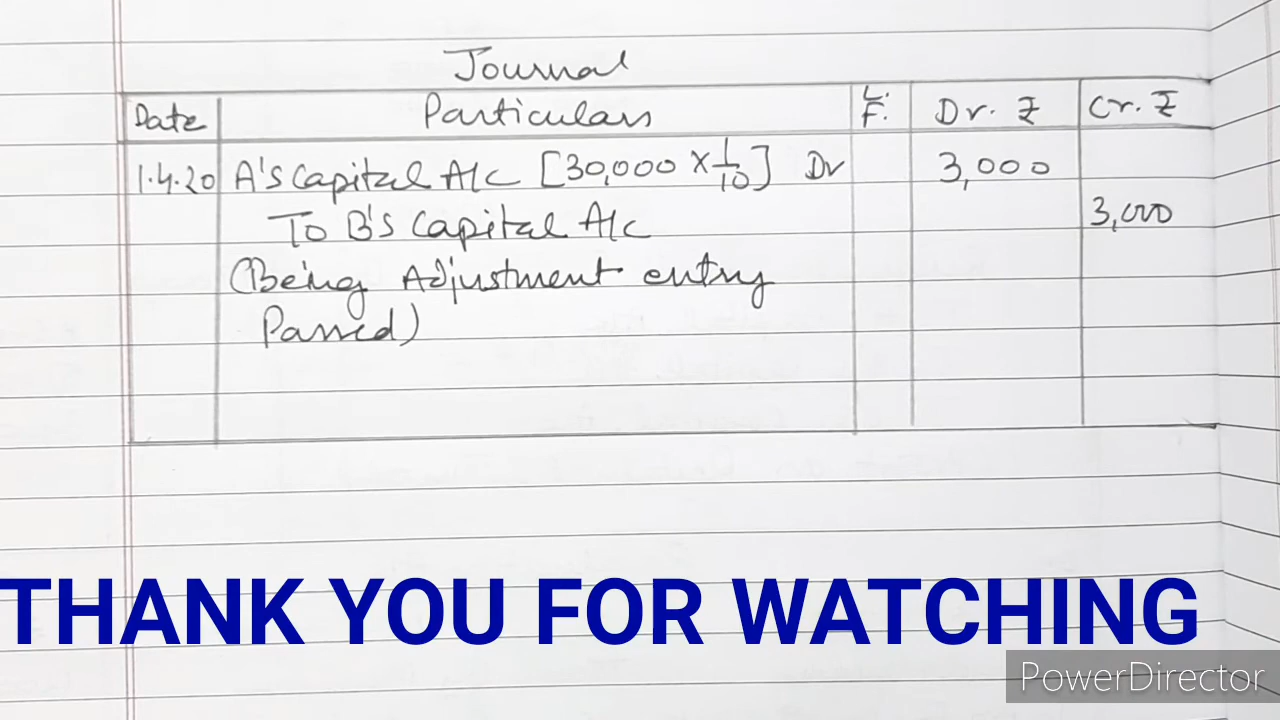 Journal
Date Particulars L.F. Dr. ₹ Cr. ₹
1.4.20 A's Capital A/c [30,000 × 1/10] Dr 3,000
To B's Capital A/c 3,000
(Being Adjustment entry
Passed)
THANK YOU FOR WATCHING
PowerDirector